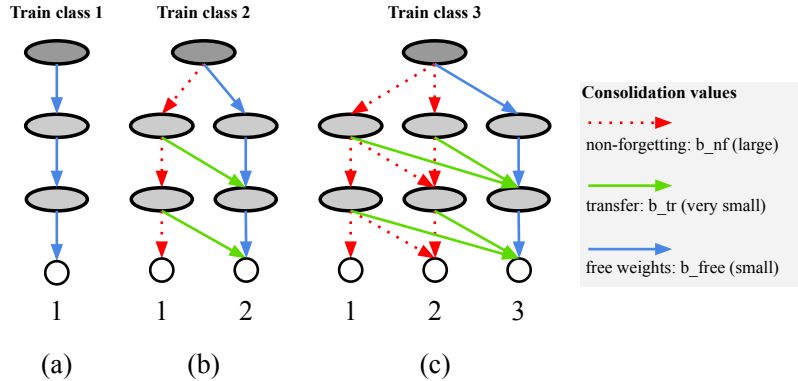 Train class 1
Train class 2
Train class 3
Consolidation values
non-forgetting: b_nf (large)
transfer: b_tr (very small)
free weights: b_free (small)
1
1 2
1 2 3
(a)
(b)
(c)